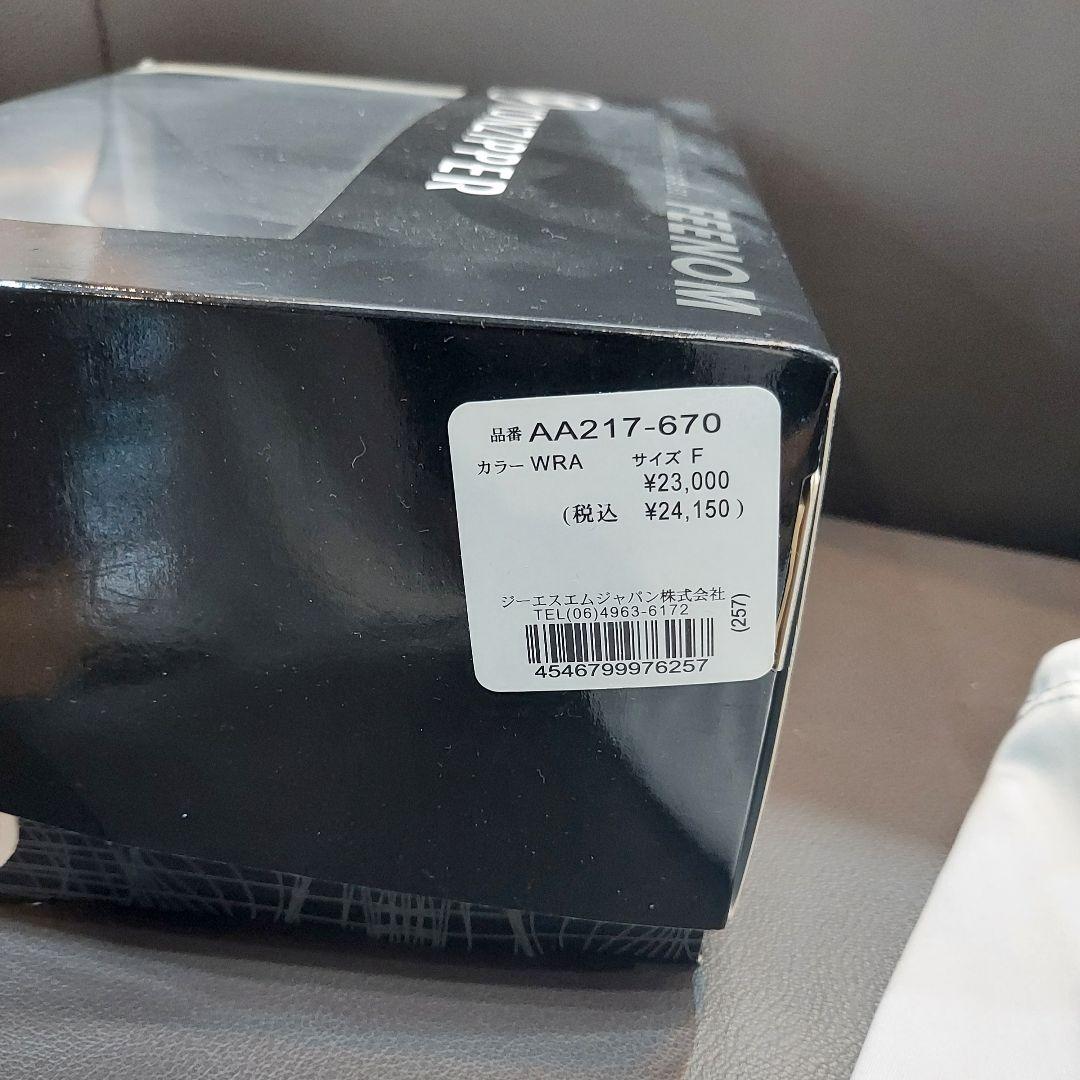 VONZIPPER
FEENOM
品番 AA217-670
カラー WRA サイズ F
¥23,000
(税込 ¥24,150)
ジーエスエムジャパン株式会社
TEL(06)4963-6172
(257)
4546799976257